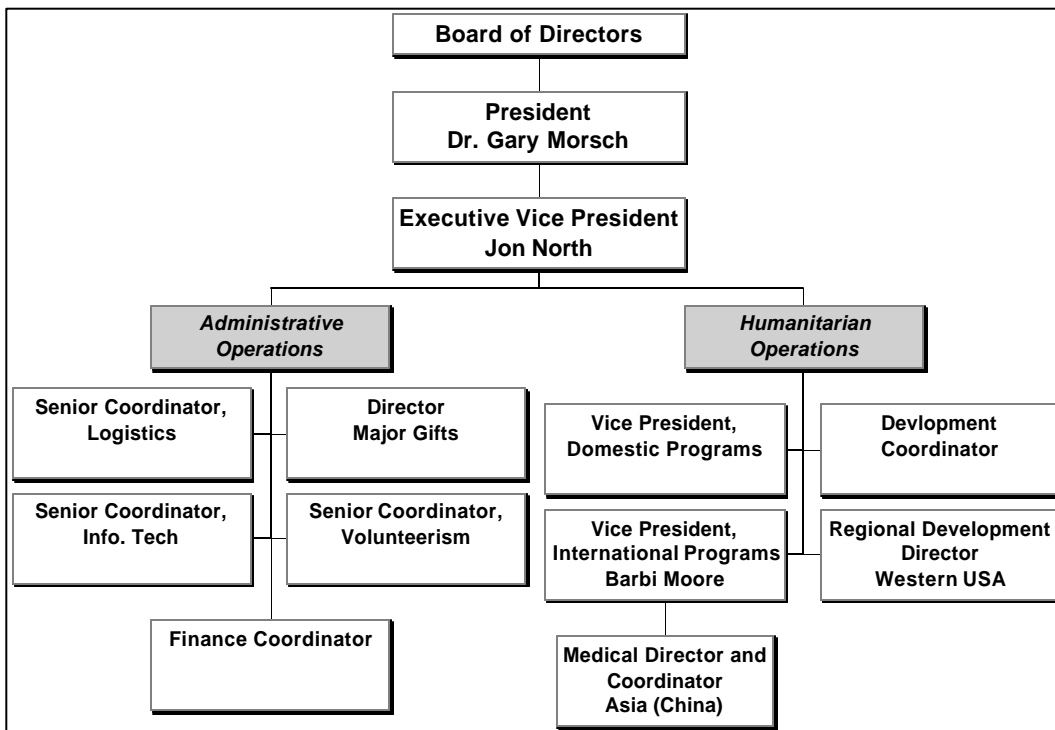 Board of Directors
President
Dr. Gary Morsch
Executive Vice President
Jon North
Administrative
Operations
Humanitarian
Operations
Senior Coordinator,
Logistics
Director
Major Gifts
Vice President,
Domestic Programs
Devlopment
Coordinator
Senior Coordinator,
Info. Tech
Senior Coordinator,
Volunteerism
Vice President,
International Programs
Barbi Moore
Regional Development
Director
Western USA
Finance Coordinator
Medical Director and
Coordinator
Asia (China)